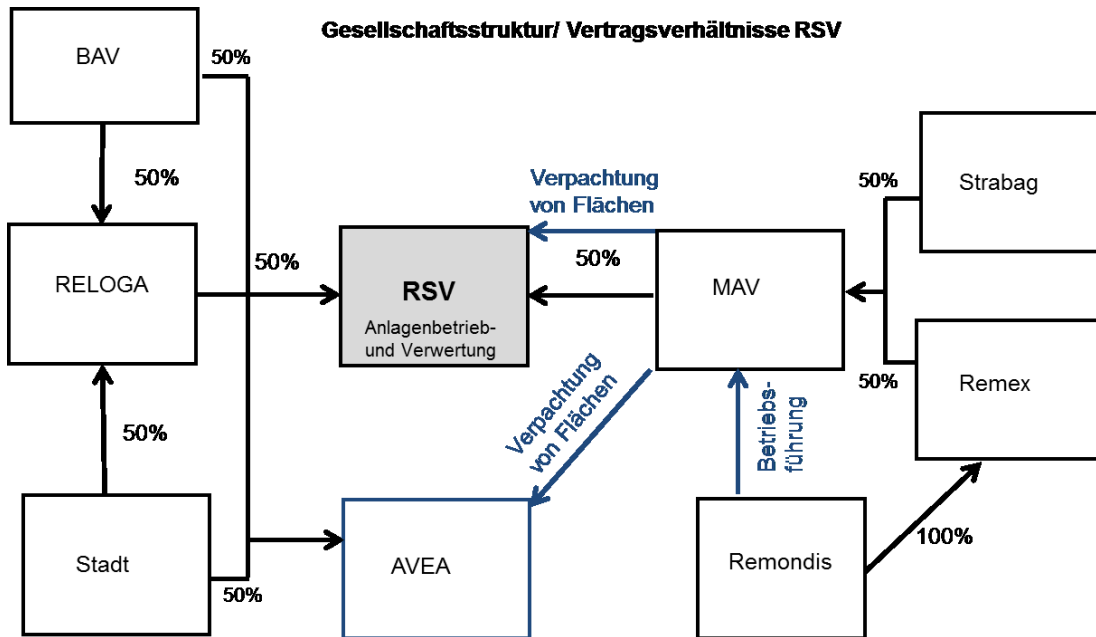 Gesellschaftsstruktur/ Vertragsverhältnisse RSV
BAV
50%
50%
RELOGA
50%
50%
Stadt
50%
Verpachtung
von Flächen
50%
RSV
Anlagenbetrieb-
und Verwertung
MAV
50%
Strabag
50%
Remex
Verpachtung
von Flächen
Betriebs-
führung
AVEA
Remondis
100%